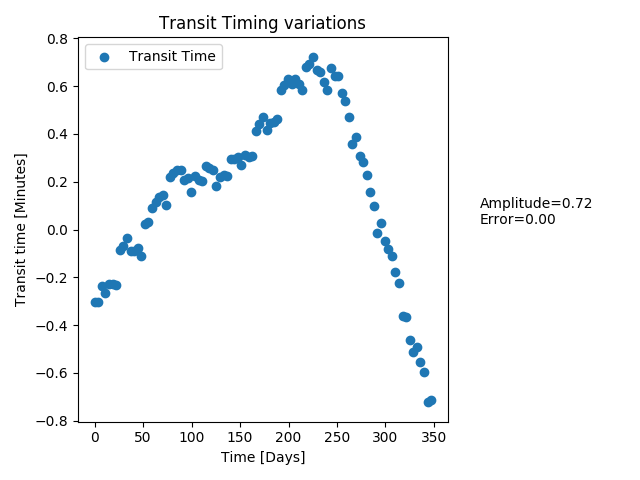 Transit Timing variations
Transit Time
Transit time [Minutes]
0.8
0.6
0.4
0.2
0.0
−0.2
−0.4
−0.6
−0.8
0 50 100 150 200 250 300 350
Time [Days]
Amplitude=0.72
Error=0.00